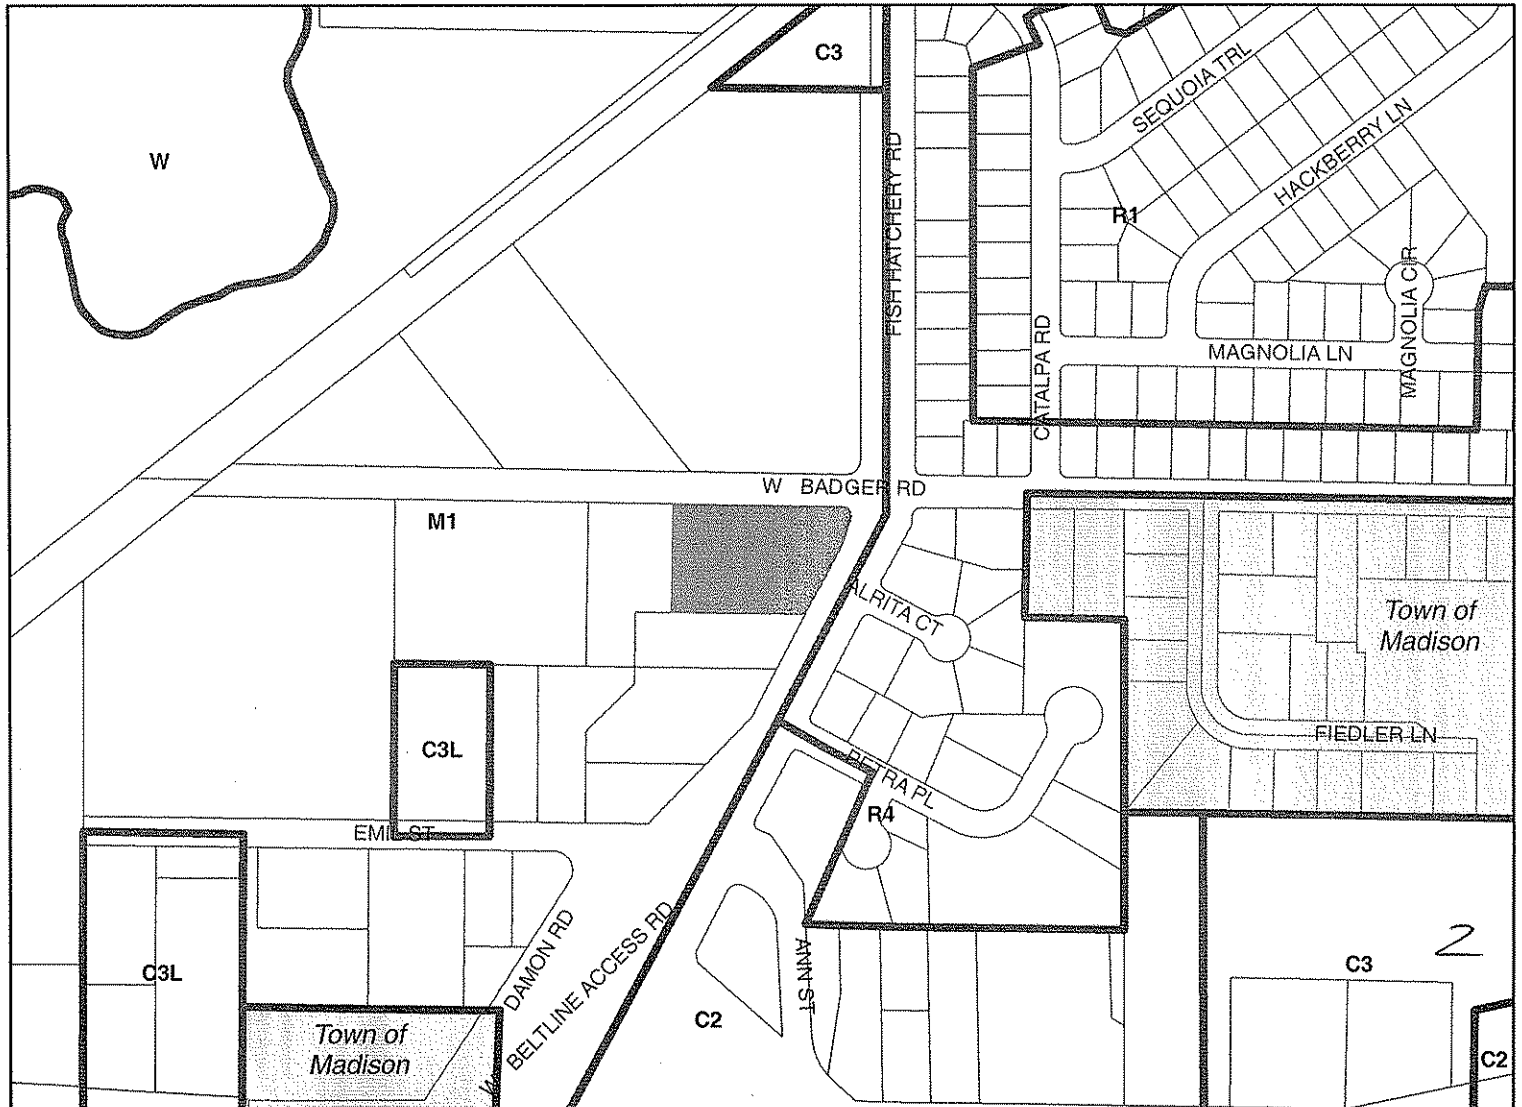 C3
W
FISH HATCHERY RD
SEQUOIA TRL
HACKBERRY LN
R1
MAGNOLIA CIR
CATALPA RD
MAGNOLIA LN
W BADGER RD
M1
ALRITA CT
Town of
Madison
FIEDLER LN
C3L
PETRA PL
R4
EMIL ST
C3L
DAMON RD
W BELTLINE ACCESS RD
ANN ST
C2
C3
2
Town of
Madison
C2